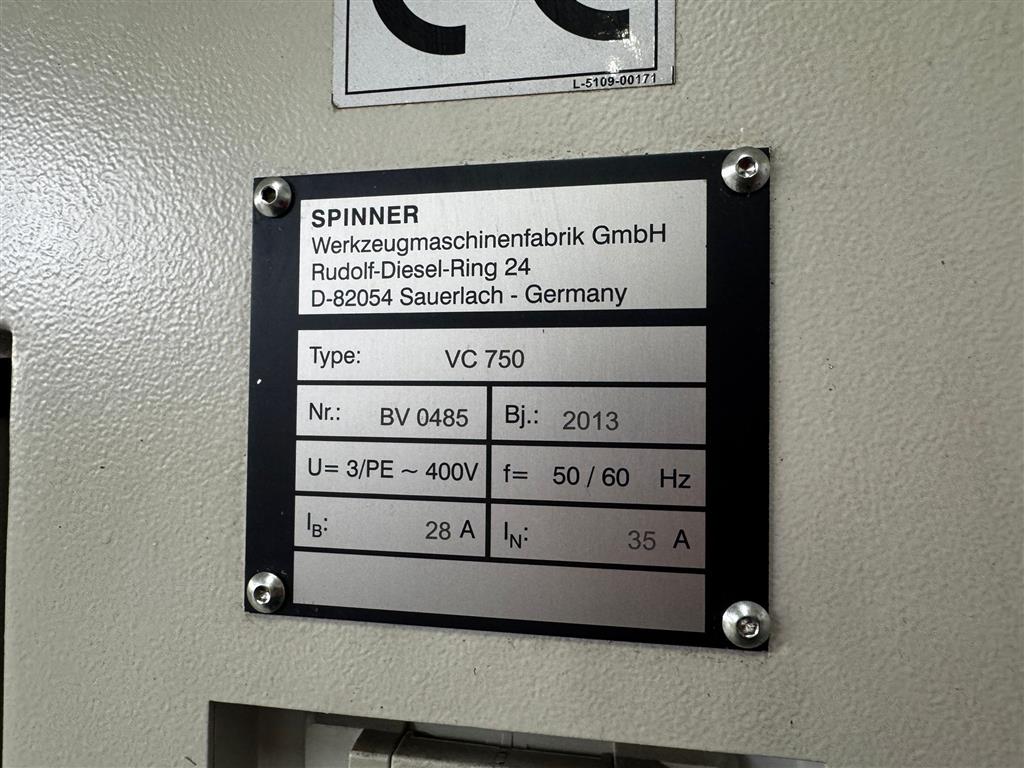 CE
L-5109-00171
SPINNER
Werkzeugmaschinenfabrik GmbH
Rudolf-Diesel-Ring 24
D-82054 Sauerlach - Germany
Type: VC 750
Nr.: BV 0485 Bj.: 2013
U= 3/PE ~ 400V f= 50 / 60 Hz
IB: 28 A IN: 35 A